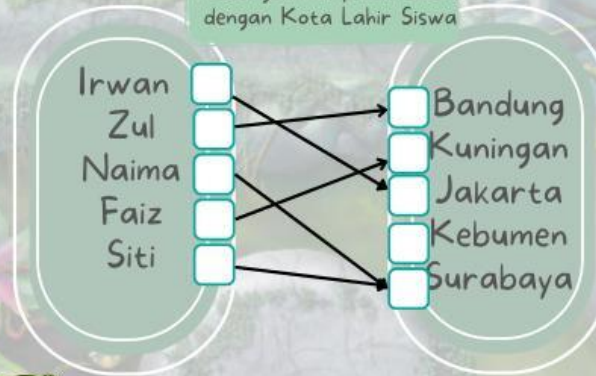 dengan Kota Lahir Siswa
Irwan
Zul
Naima
Faiz
Siti
Bandung
Kuningan
Jakarta
Kebumen
Surabaya